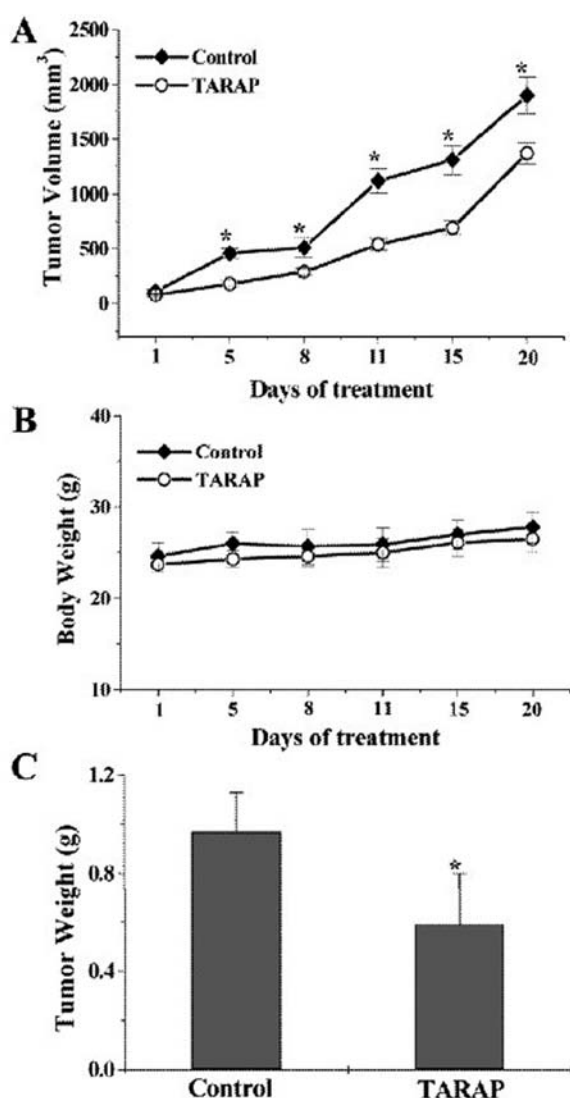 A
Tumor Volume (mm³)
2500
2000
1500
1000
500
0
Control
TARAP
*
*
*
*
*
1
5
8
11
15
20
Days of treatment
B
Body Weight (g)
40
30
20
10
Control
TARAP
1
5
8
11
15
20
Days of treatment
C
Tumor Weight (g)
1.2
0.8
0.4
0.0
*
Control
TARAP